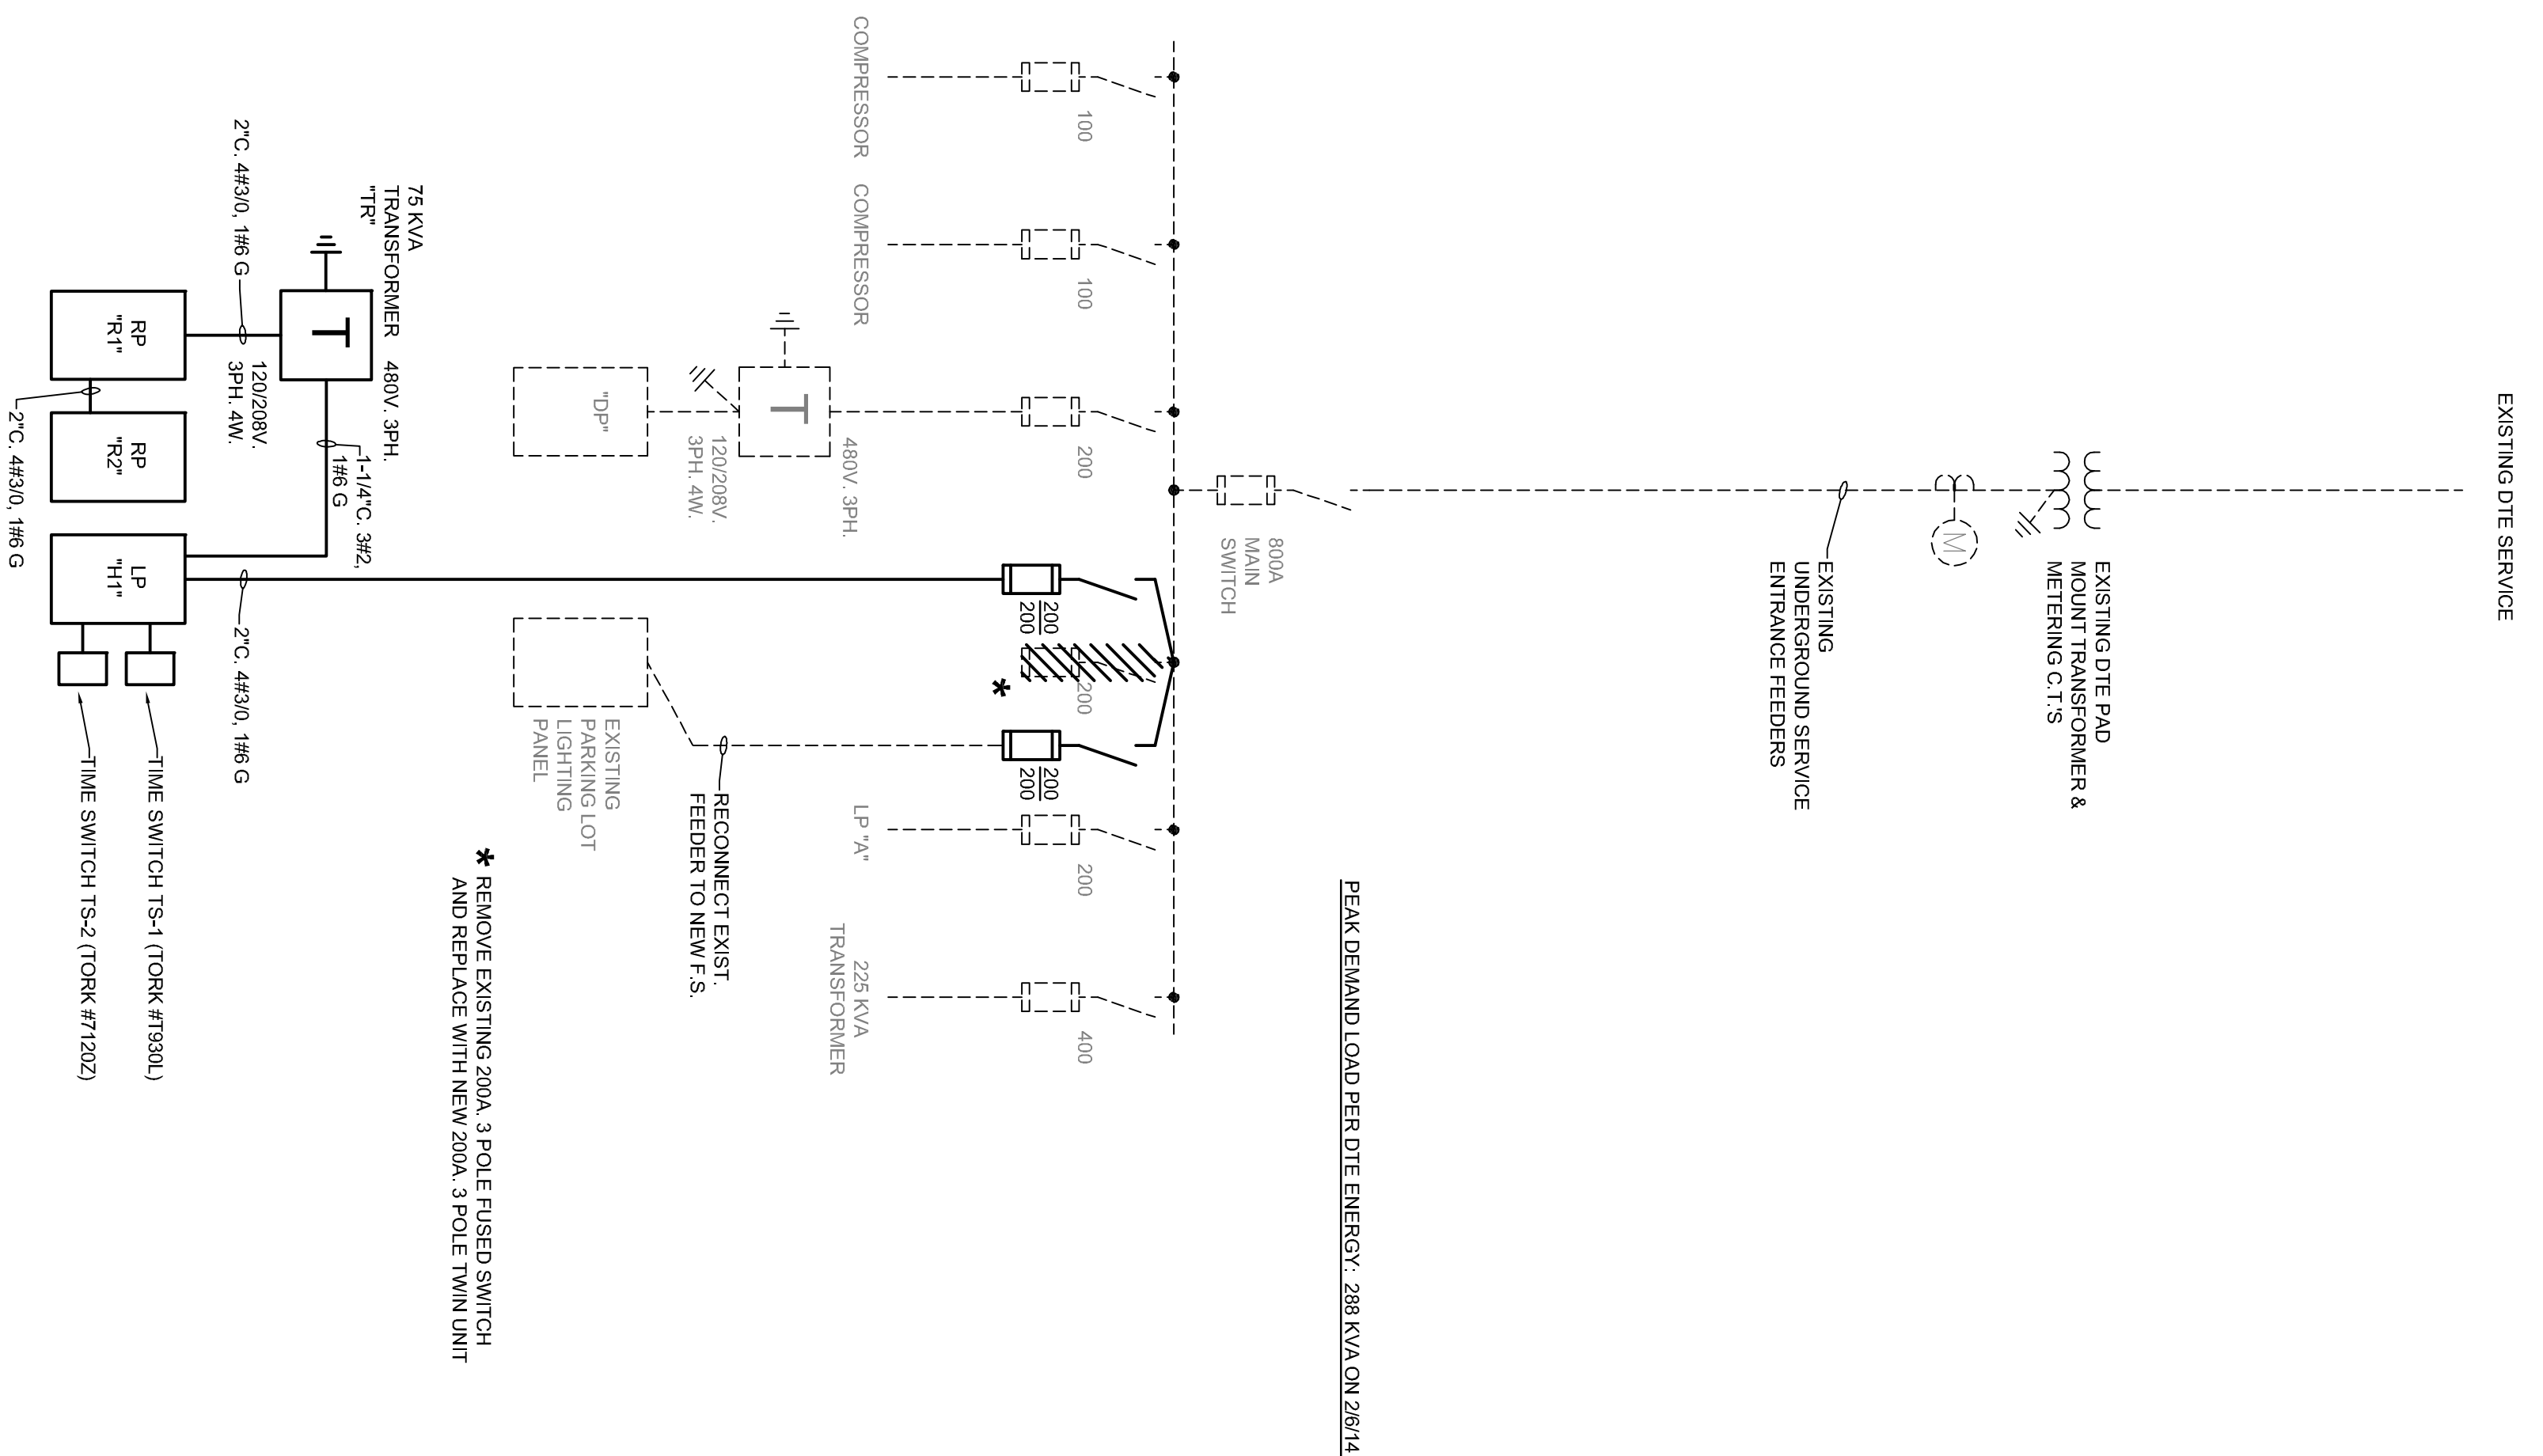 EXISTING DTE SERVICE
EXISTING DTE PAD
MOUNT TRANSFORMER &
METERING C.T.'S
M
EXISTING
UNDERGROUND SERVICE
ENTRANCE FEEDERS
PEAK DEMAND LOAD PER DTE ENERGY: 288 KVA ON 2/6/14
800A
MAIN
SWITCH
100
100
200
200
200
200
*
200
200
200
200
400
COMPRESSOR
COMPRESSOR
480V. 3PH.
T
120/208V.
3PH. 4W.
"DP"
LP "A"
225 KVA
TRANSFORMER
RECONNECT EXIST.
FEEDER TO NEW F.S.
EXISTING
PARKING LOT
LIGHTING
PANEL
* REMOVE EXISTING 200A. 3 POLE FUSED SWITCH
AND REPLACE WITH NEW 200A. 3 POLE TWIN UNIT
75 KVA
TRANSFORMER
"TR"
480V. 3PH.
T
1-1/4"C. 3#2,
1#6 G
2"C. 4#3/0, 1#6 G
120/208V.
3PH. 4W.
2"C. 4#3/0, 1#6 G
RP
"R1"
RP
"R2"
LP
"H1"
TIME SWITCH TS-1 (TORK #T930L)
TIME SWITCH TS-2 (TORK #7120Z)
2"C. 4#3/0, 1#6 G